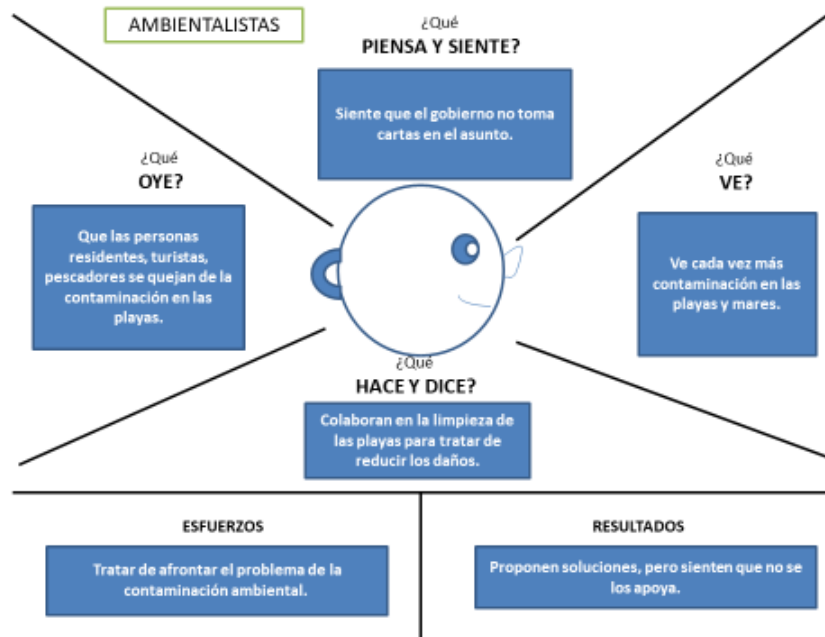 AMBIENTALISTAS
¿Qué
PIENSA Y SIENTE?
Siente que el gobierno no toma
cartas en el asunto.
¿Qué
OYE?
Que las personas
residentes, turistas,
pescadores se quejan de la
contaminación en las
playas.
¿Qué
VE?
Ve cada vez más
contaminación en las
playas y mares.
¿Qué
HACE Y DICE?
Colaboran en la limpieza de
las playas para tratar de
reducir los daños.
ESFUERZOS
Tratar de afrontar el problema de la
contaminación ambiental.
RESULTADOS
Proponen soluciones, pero sienten que no se
los apoya.